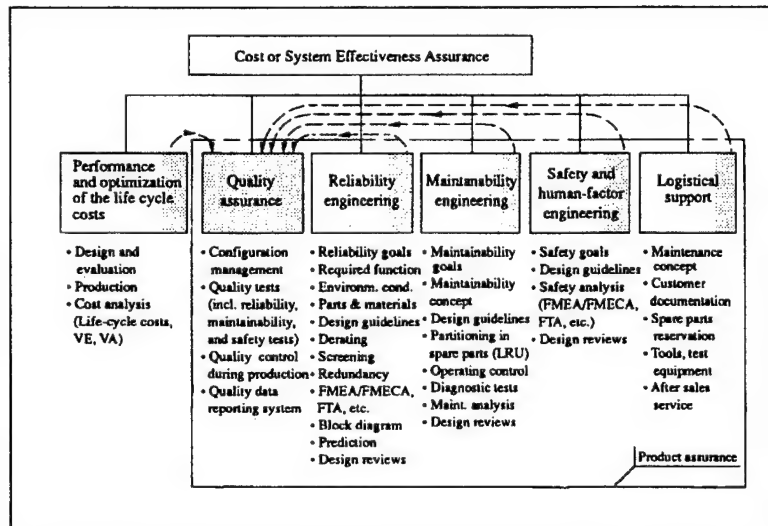 Cost or System Effectiveness Assurance
Performance
and optimization
of the life cycle
costs
• Design and
evaluation
• Production
• Cost analysis
(Life-cycle costs,
VE, VA)
Quality
assurance
• Configuration
management
• Quality tests
(incl. reliability,
maintainability,
and safety tests)
• Quality control
during production
• Quality data
reporting system
Reliability
engineering
• Reliability goals
• Required function
• Environm. cond.
• Parts & materials
• Design guidelines
• Derating
• Screening
• Redundancy
• FMEA/FMECA,
FTA, etc.
• Block diagram
• Prediction
• Design reviews
Maintanability
engineering
• Maintainability
goals
• Maintainability
concept
• Design guidelines
• Partitioning in
spare parts (LRU)
• Operating control
• Diagnostic tests
• Maint. analysis
• Design reviews
Safety and
human-factor
engineering
• Safety goals
• Design guidelines
• Safety analysis
(FMEA/FMECA,
FTA, etc.)
• Design reviews
Logistical
support
• Maintenance
concept
• Customer
documentation
• Spare parts
reservation
• Tools, test
equipment
• After sales
service
Product assurance